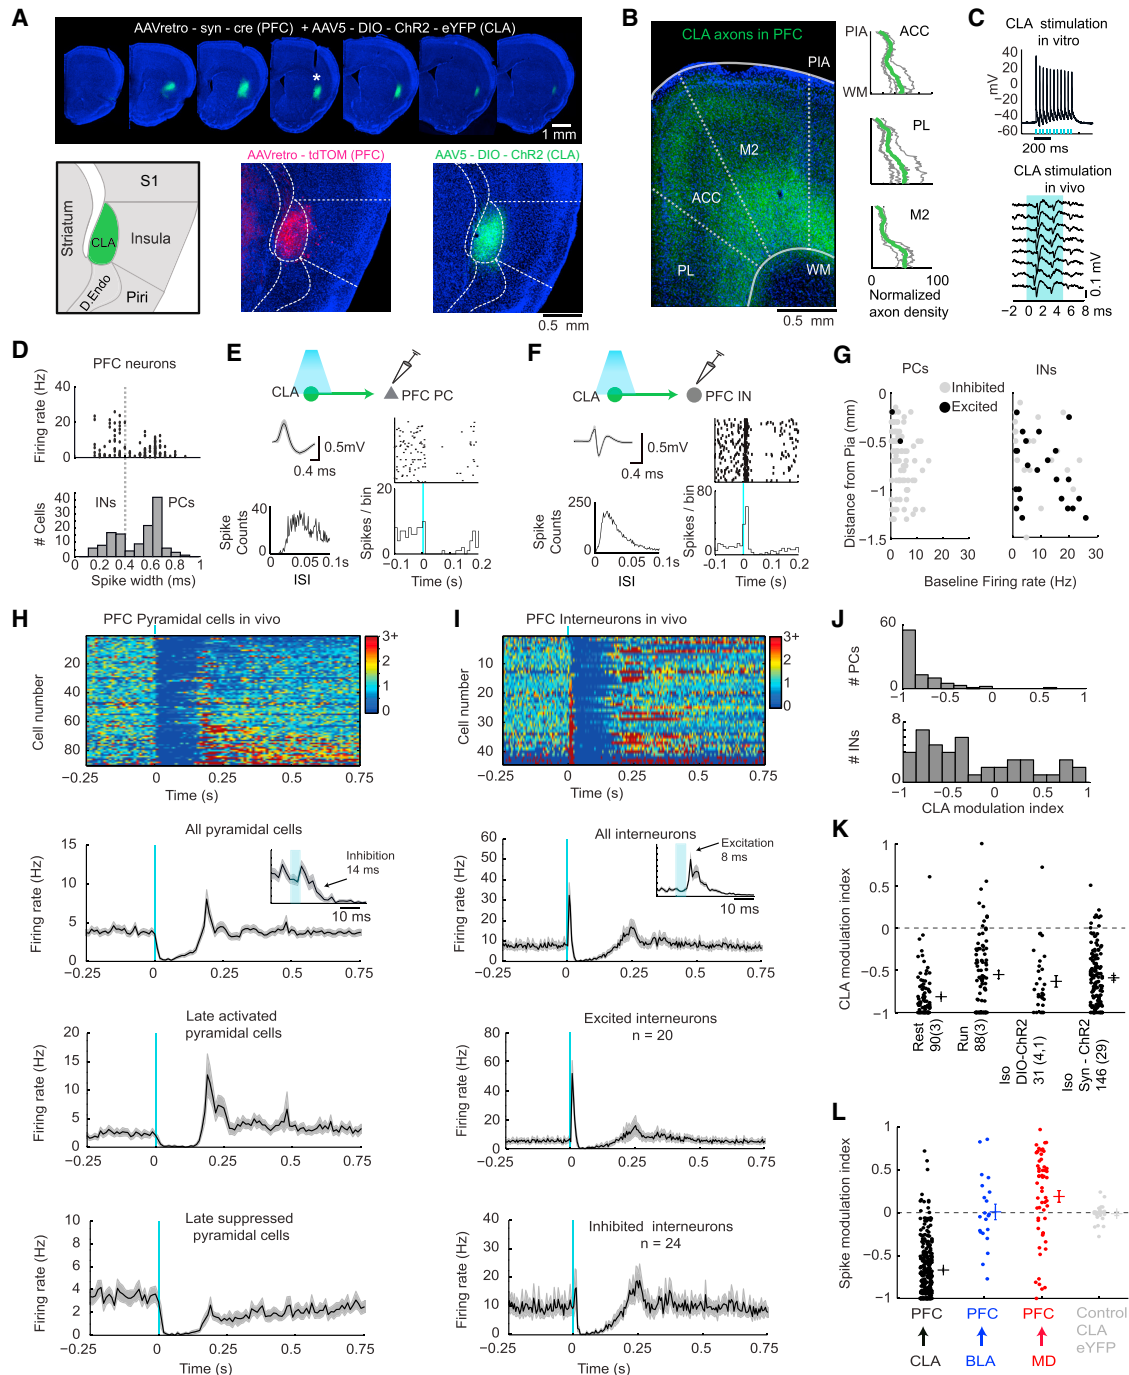 A
AAVretro - syn - cre (PFC) + AAV5 - DIO - ChR2 - eYFP (CLA)
*
1 mm
S1
Striatum
CLA
Insula
D.Endo
Piri
AAVretro - tdTOM (PFC)
AAV5 - DIO - ChR2 (CLA)
0.5 mm
B
CLA axons in PFC
PIA
M2
ACC
PL
WM
0.5 mm
PIA
ACC
WM
PL
M2
0
100
Normalized
axon density
C
CLA stimulation
in vitro
40
20
0
−20
−40
−60
mV
200 ms
CLA stimulation
in vivo
0.1 mV
−2 0 2 4 6 8 ms
D
PFC neurons
Firing rate (Hz)
40
20
0
# Cells
50
0
INs
PCs
0 0.2 0.4 0.6 0.8 1
Spike width (ms)
E
CLA
PFC PC
0.5mV
0.4 ms
Spike
Counts
40
0
0 0.1s
ISI
Spikes / bin
20
10
0
−0.1 0 0.1 0.2
Time (s)
F
CLA
PFC IN
0.5mV
0.4 ms
Spike
Counts
250
0
0 0.1s
ISI
Spikes / bin
80
40
0
−0.1 0 0.1 0.2
Time (s)
G
PCs
INs
Inhibited
Excited
Distance from Pia (mm)
0
−0.5
−1
−1.5
0 10 20 30
0 10 20 30
Baseline Firing rate (Hz)
H
PFC Pyramidal cells in vivo
Cell number
20
40
60
80
3+
2
1
0
−0.25 0 0.25 0.5 0.75
Time (s)
All pyramidal cells
Firing rate (Hz)
15
10
5
0
Inhibition
14 ms
10 ms
−0.25 0 0.25 0.5 0.75
Late activated
pyramidal cells
Firing rate (Hz)
20
15
10
5
0
−0.25 0 0.25 0.5 0.75
Late suppressed
pyramidal cells
Firing rate (Hz)
10
8
6
4
2
0
−0.25 0 0.25 0.5 0.75
Time (s)
I
PFC Interneurons in vivo
Cell number
10
20
30
40
3+
2
1
0
−0.25 0 0.25 0.5 0.75
Time (s)
All interneurons
Firing rate (Hz)
60
50
40
30
20
10
0
Excitation
8 ms
10 ms
−0.25 0 0.25 0.5 0.75
Excited interneurons
n = 20
Firing rate (Hz)
80
60
40
20
0
−0.25 0 0.25 0.5 0.75
Inhibited interneurons
n = 24
Firing rate (Hz)
40
30
20
10
0
−0.25 0 0.25 0.5 0.75
Time (s)
J
# PCs
60
0
−1 −0.5 0 0.5 1
# INs
8
0
−1 −0.5 0 0.5 1
CLA modulation index
K
CLA modulation index
1
0.5
0
−0.5
−1
Rest
90(3)
Run
88(3)
Iso
DIO-ChR2
31 (4,1)
Iso
Syn - ChR2
146 (29)
L
Spike modulation index
1
0.5
0
−0.5
−1
PFC
CLA
PFC
BLA
PFC
MD
Control
CLA
eYFP